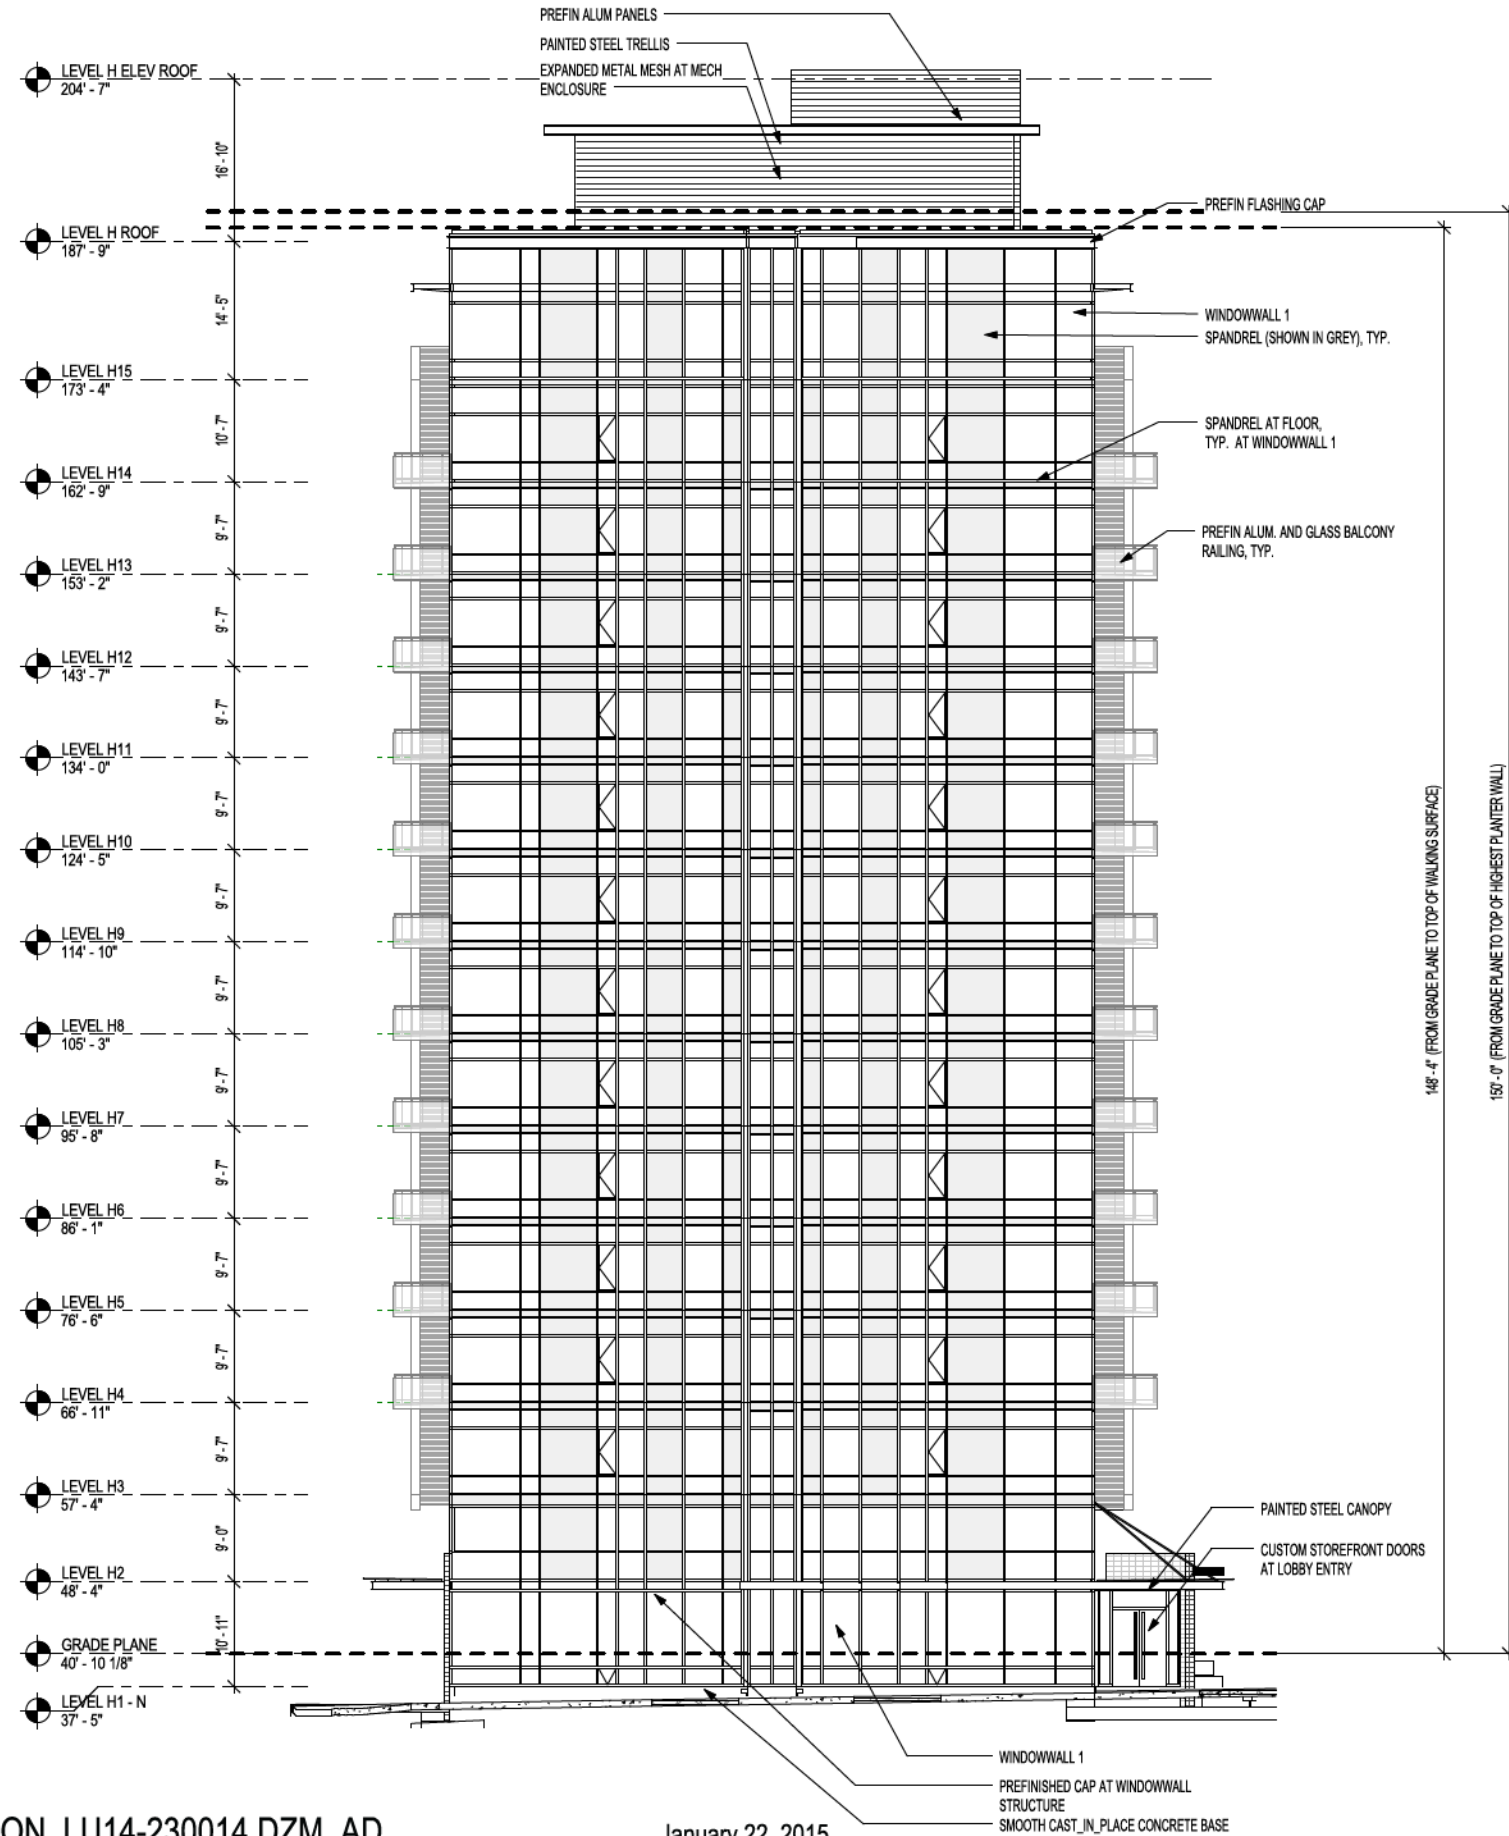 PREFIN ALUM PANELS
PAINTED STEEL TRELLIS
EXPANDED METAL MESH AT MECH
ENCLOSURE
LEVEL H ELEV ROOF
204' - 7"
16' - 10"
PREFIN FLASHING CAP
LEVEL H ROOF
187' - 9"
14' - 5"
WINDOWWALL 1
SPANDREL (SHOWN IN GREY), TYP.
LEVEL H15
173' - 4"
10' - 7"
SPANDREL AT FLOOR,
TYP. AT WINDOWWALL 1
LEVEL H14
162' - 9"
9' - 7"
PREFIN ALUM. AND GLASS BALCONY
RAILING, TYP.
LEVEL H13
153' - 2"
9' - 7"
LEVEL H12
143' - 7"
9' - 7"
LEVEL H11
134' - 0"
9' - 7"
LEVEL H10
124' - 5"
9' - 7"
LEVEL H9
114' - 10"
9' - 7"
LEVEL H8
105' - 3"
9' - 7"
LEVEL H7
95' - 8"
9' - 7"
LEVEL H6
86' - 1"
9' - 7"
LEVEL H5
76' - 6"
9' - 7"
LEVEL H4
66' - 11"
9' - 7"
LEVEL H3
57' - 4"
9' - 0"
LEVEL H2
48' - 4"
10' - 11"
GRADE PLANE
40' - 10 1/8"
LEVEL H1 - N
37' - 5"
148' - 4" (FROM GRADE PLANE TO TOP OF WALKING SURFACE)
150' - 0" (FROM GRADE PLANE TO TOP OF HIGHEST PLANTER WALL)
PAINTED STEEL CANOPY
CUSTOM STOREFRONT DOORS
AT LOBBY ENTRY
WINDOWWALL 1
PREFINISHED CAP AT WINDOWWALL
STRUCTURE
SMOOTH CAST_IN_PLACE CONCRETE BASE
ON LU14-230014 DZM, AD
January 22, 2015